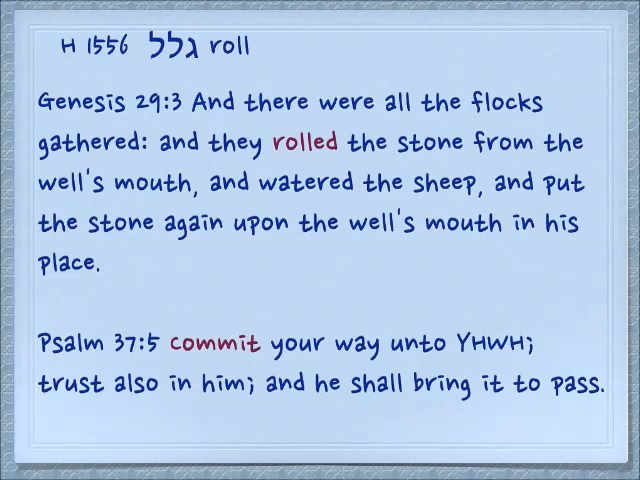 H 1556 גלל roll
Genesis 29:3 And there were all the flocks
gathered: and they rolled the stone from the
well's mouth, and watered the sheep, and put
the stone again upon the well's mouth in his
place.
Psalm 37:5 commit your way unto YHWH;
trust also in him; and he shall bring it to pass.